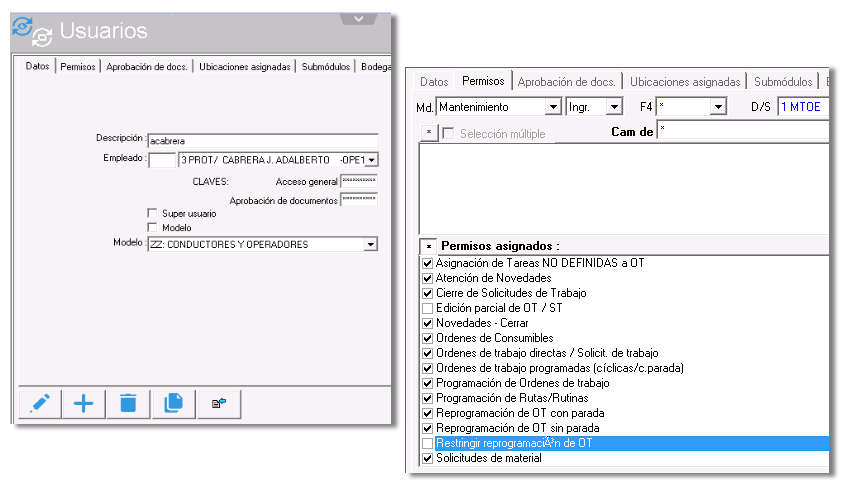 Usuarios
Datos Permisos Aprobación de docs. Ubicaciones asignadas Submódulos Bodega
Descripción : acabrera
Empleado : 3 PROT/ CABRERA J. ADALBERTO -OPE1
CLAVES: Acceso general **********
Aprobación de documentos **********
Super usuario
Modelo
Modelo : ZZ: CONDUCTORES Y OPERADORES
Datos Permisos Aprobación de docs. Ubicaciones asignadas Submódulos
Md. Mantenimiento Ingr. F4 * D/S 1 MTOE
* Selección múltiple Cam de *
* Permisos asignados :
Asignación de Tareas NO DEFINIDAS a OT
Atención de Novedades
Cierre de Solicitudes de Trabajo
Edición parcial de OT / ST
Novedades - Cerrar
Ordenes de Consumibles
Ordenes de trabajo directas / Solicit. de trabajo
Ordenes de trabajo programadas (cíclicas/c.parada)
Programación de Ordenes de trabajo
Programación de Rutas/Rutinas
Reprogramación de OT con parada
Reprogramación de OT sin parada
Restringir reprogramaciÃ³n de OT
Solicitudes de material